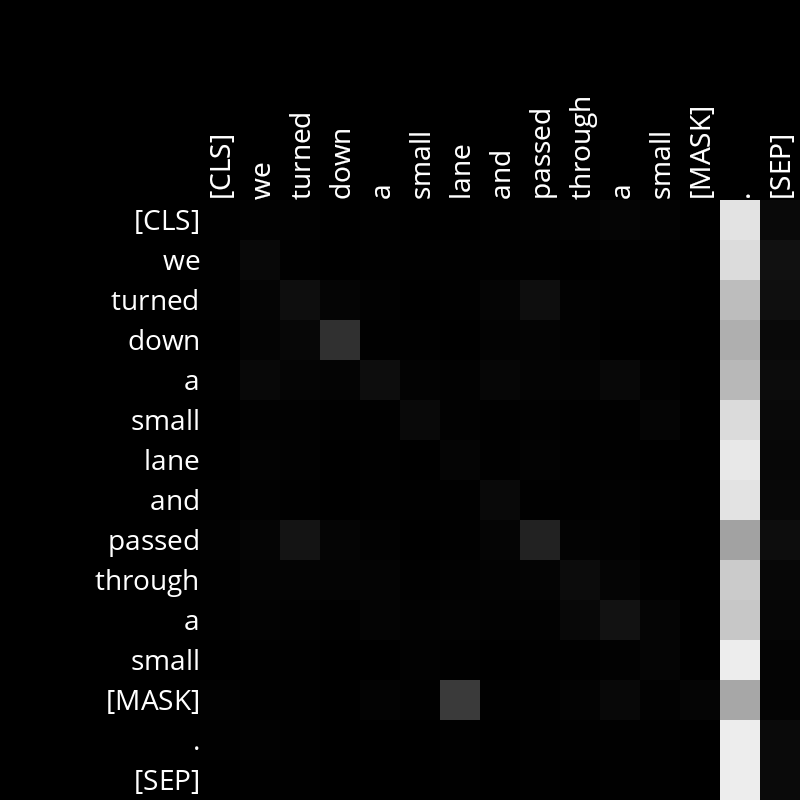 [CLS] we turned down a small lane and passed through a small [MASK] . [SEP]
[CLS]
we
turned
down
a
small
lane
and
passed
through
a
small
[MASK]
.
[SEP]